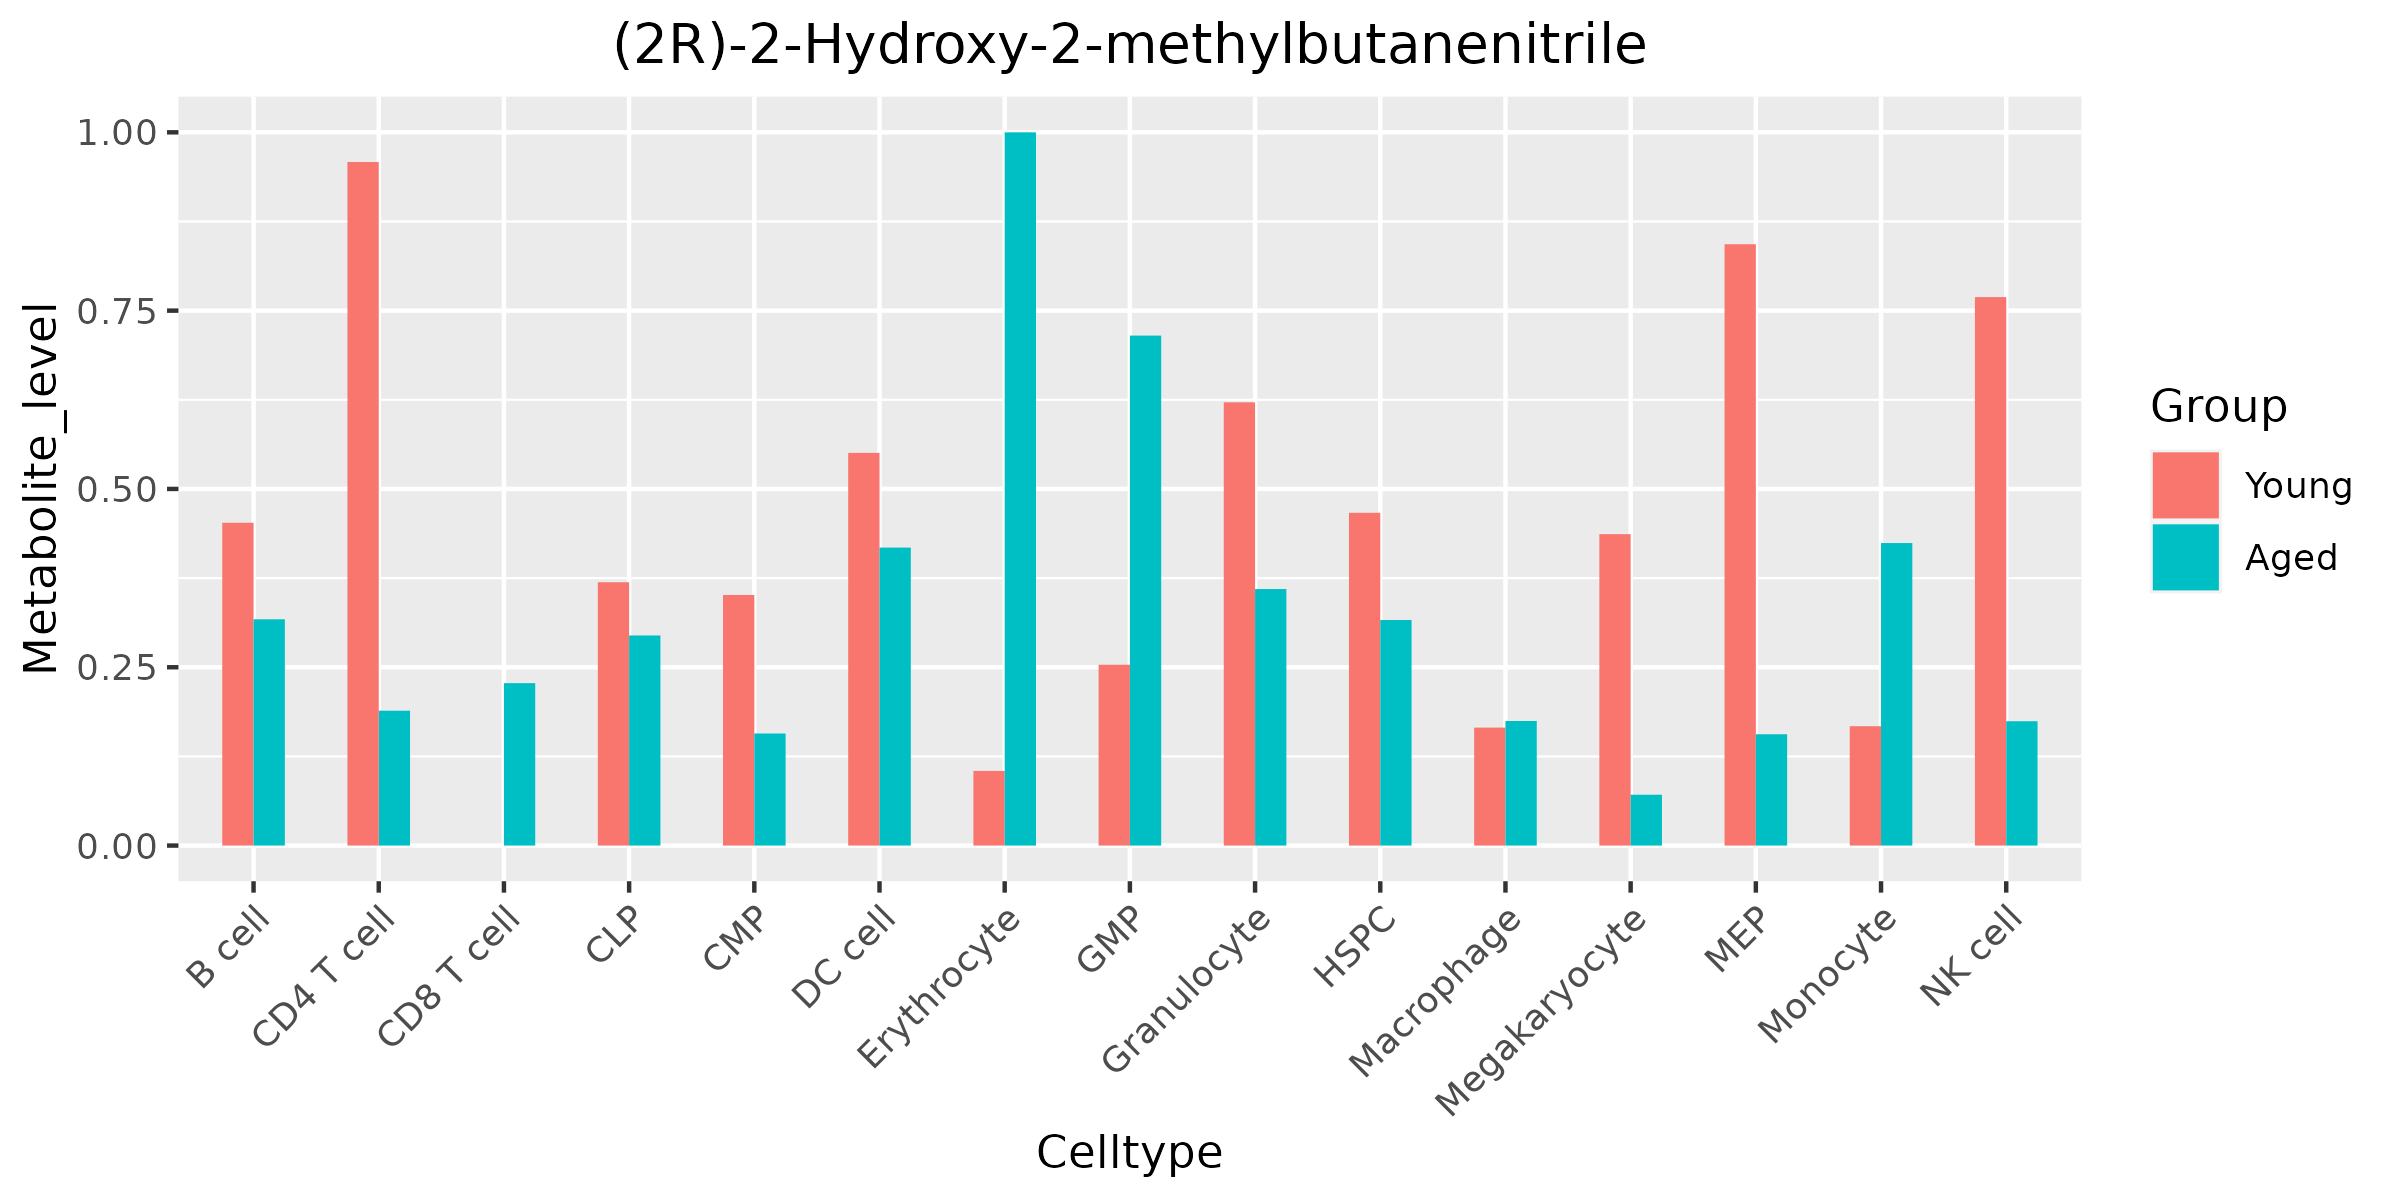 (2R)-2-Hydroxy-2-methylbutanenitrile
Metabolite_level
1.00
0.75
0.50
0.25
0.00
B cell
CD4 T cell
CD8 T cell
CLP
CMP
DC cell
Erythrocyte
GMP
Granulocyte
HSPC
Macrophage
Megakaryocyte
MEP
Monocyte
NK cell
Celltype
Group
Young
Aged